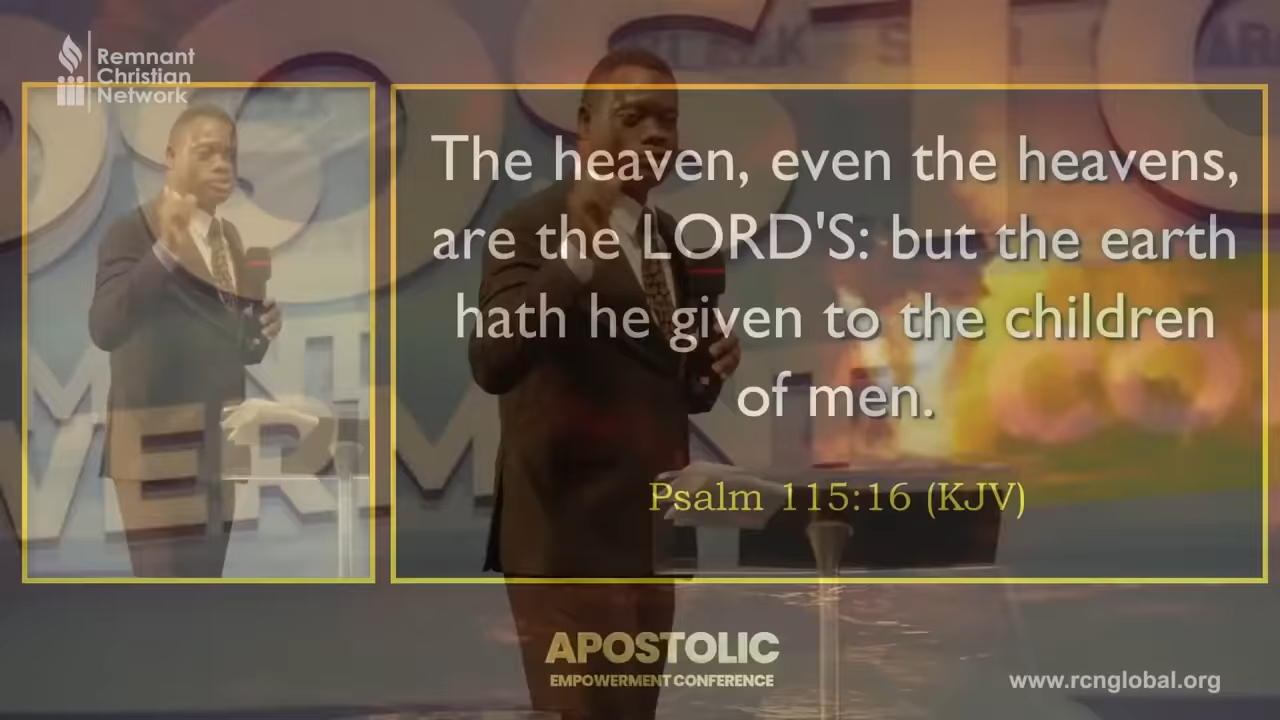 Remnant
Christian
Network
The heaven, even the heavens,
are the LORD'S: but the earth
hath he given to the children
of men.
Psalm 115:16 (KJV)
APOSTOLIC
EMPOWERMENT CONFERENCE
www.rcnglobal.org